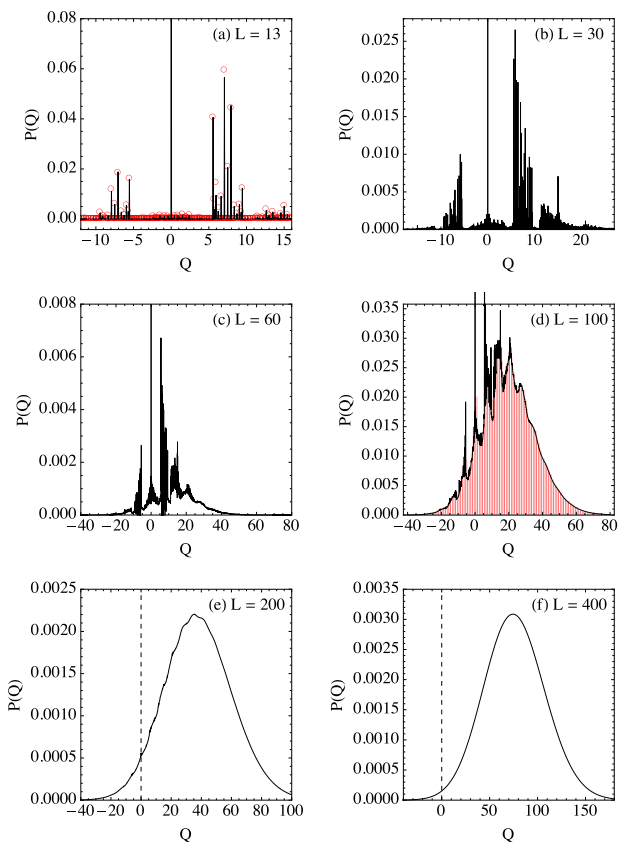 (a) L = 13
P(Q)
0.08
0.06
0.04
0.02
0.00
−10 −5 0 5 10 15
Q
(b) L = 30
P(Q)
0.025
0.020
0.015
0.010
0.005
0.000
−10 0 10 20
Q
(c) L = 60
P(Q)
0.008
0.006
0.004
0.002
0.000
−40 −20 0 20 40 60 80
Q
(d) L = 100
P(Q)
0.035
0.030
0.025
0.020
0.015
0.010
0.005
0.000
−40 −20 0 20 40 60 80
Q
(e) L = 200
P(Q)
0.0025
0.0020
0.0015
0.0010
0.0005
0.0000
−40 −20 0 20 40 60 80 100
Q
(f) L = 400
P(Q)
0.0035
0.0030
0.0025
0.0020
0.0015
0.0010
0.0005
0.0000
0 50 100 150
Q